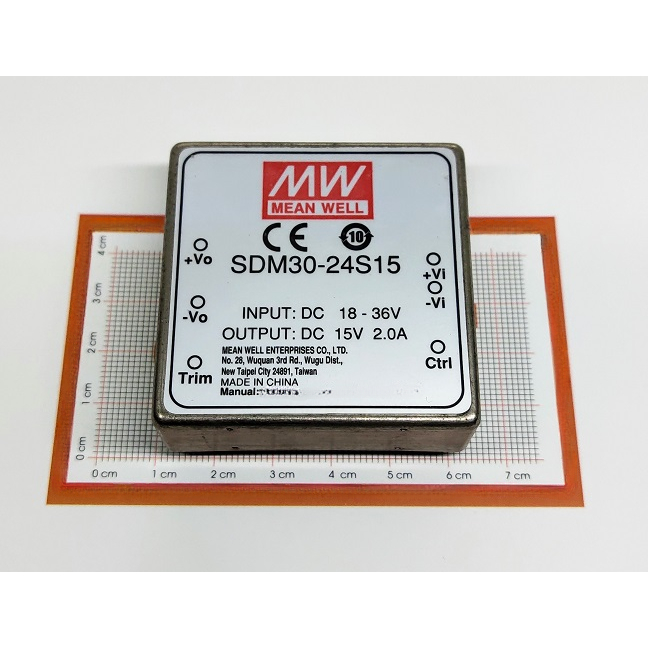 MW
MEAN WELL
CE 10
SDM30-24S15
+Vo
-Vo
Trim
+Vi
-Vi
Ctrl
INPUT: DC 18 - 36V
OUTPUT: DC 15V 2.0A
MEAN WELL ENTERPRISES CO., LTD.
No. 28, Wuquan 3rd Rd., Wugu Dist.,
New Taipei City 24891, Taiwan
MADE IN CHINA
Manual:
4 cm
3 cm
1 cm
0 cm
0 cm 1 cm 2 cm 3 cm 4 cm 5 cm 6 cm 7 cm